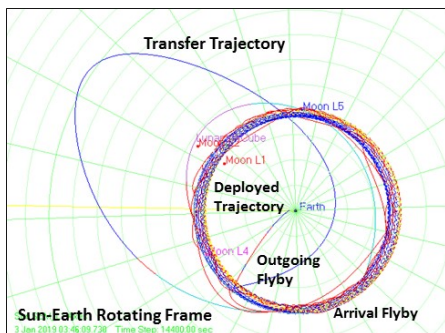 Transfer Trajectory
Moon L5
Moon L1
Deployed
Trajectory
Earth
Moon L4
Outgoing
Flyby
Sun-Earth Rotating Frame
Arrival Flyby
3 Jan 2019 03:46:09.730 Time Step: 14400.00 sec